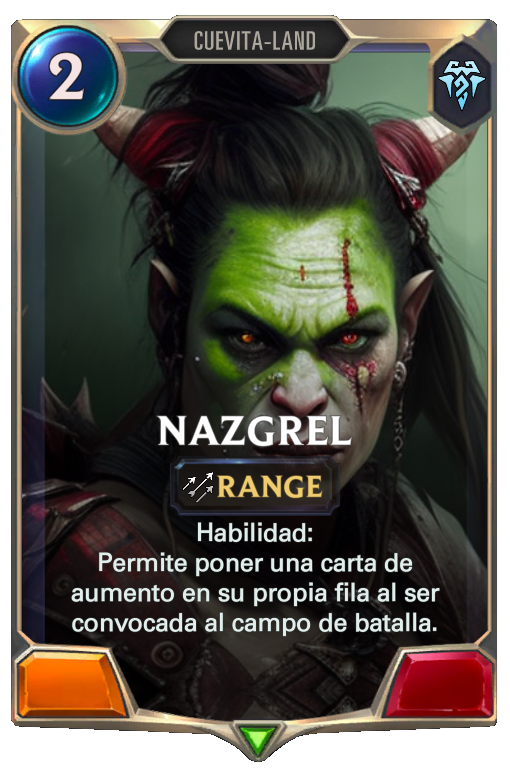 CUEVITA-LAND
2
NAZGREL
RANGE
Habilidad:
Permite poner una carta de
aumento en su propia fila al ser
convocada al campo de batalla.